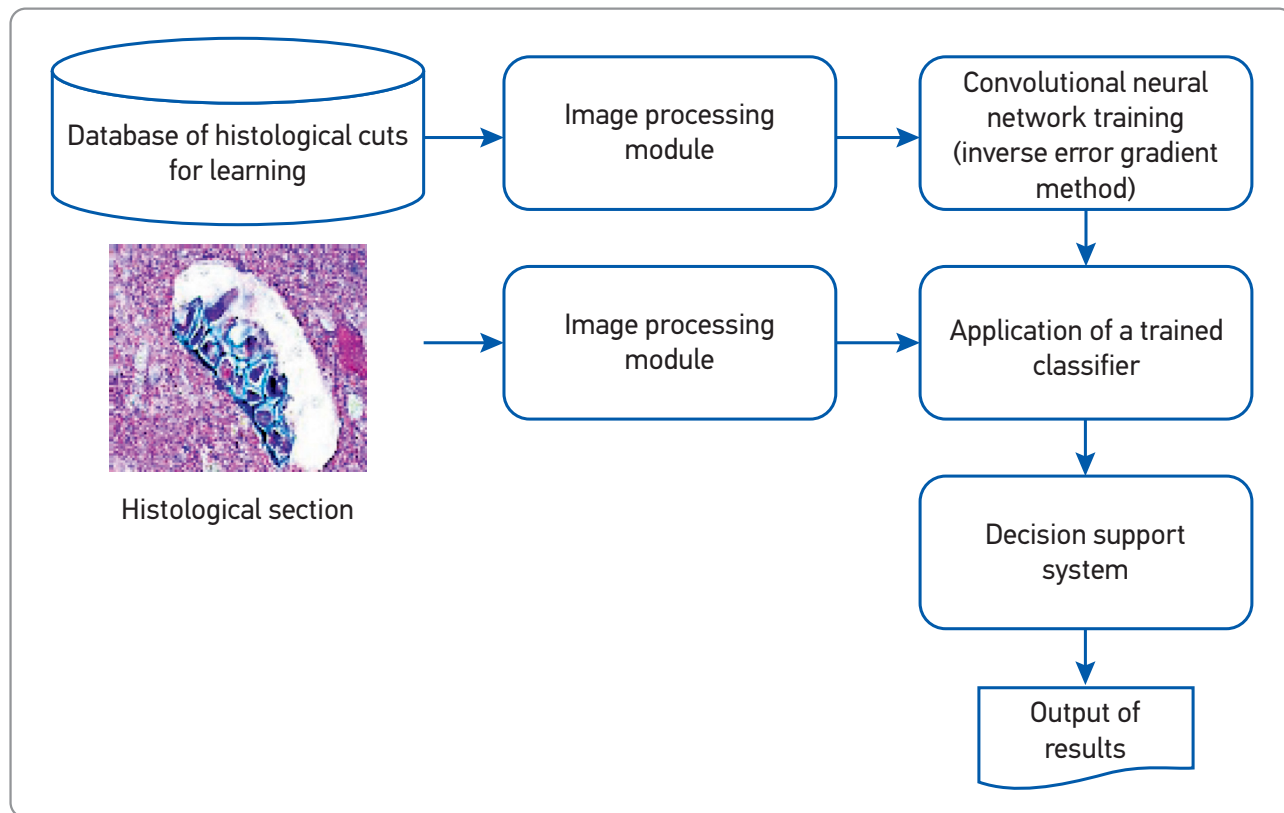 Database of histological cuts
for learning
Image processing
module
Convolutional neural
network training
(inverse error gradient
method)
Histological section
Image processing
module
Application of a trained
classifier
Decision support
system
Output of
results